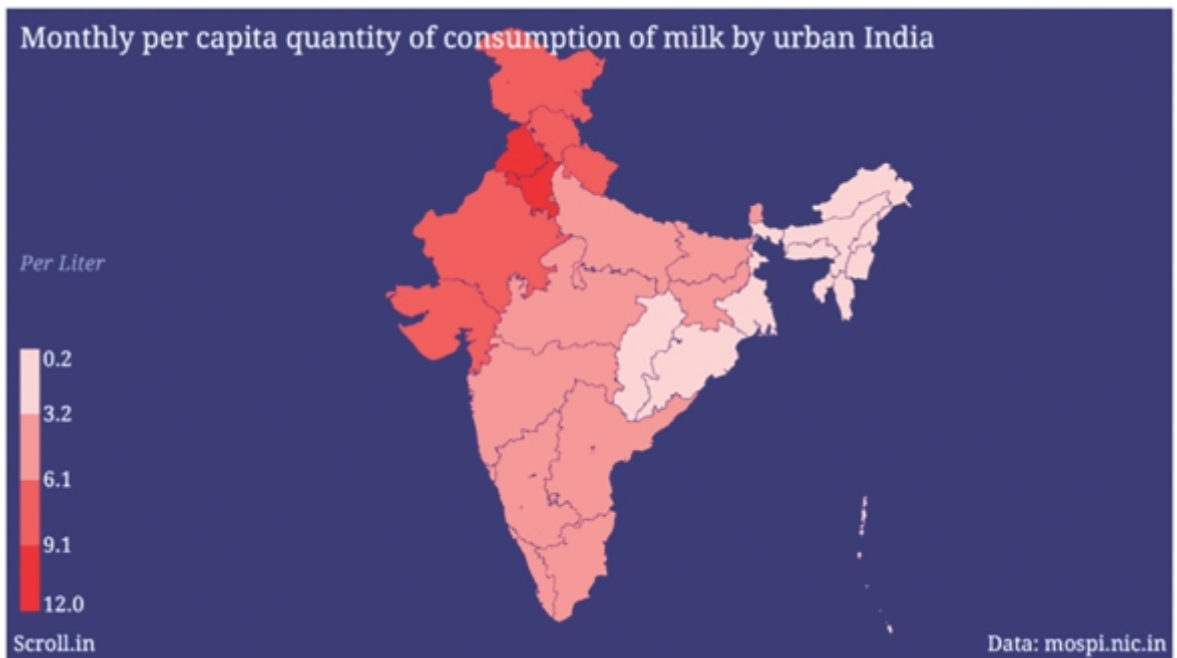 Monthly per capita quantity of consumption of milk by urban India
Per Liter
0.2
3.2
6.1
9.1
12.0
Scroll.in
Data: mospi.nic.in